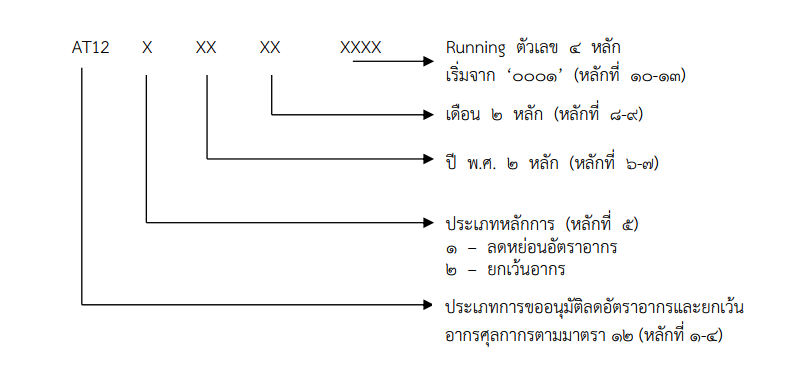 AT12 X XX XX XXXX
Running ตัวเลข ๔ หลัก
เริ่มจาก ‘๐๐๐๑’ (หลักที่ ๑๐-๑๓)
เดือน ๒ หลัก (หลักที่ ๘-๙)
ปี พ.ศ. ๒ หลัก (หลักที่ ๖-๗)
ประเภทหลักการ (หลักที่ ๕)
๑ – ลดหย่อนอัตราอากร
๒ – ยกเว้นอากร
ประเภทการขออนุมัติลดอัตราอากรและยกเว้น
อากรศุลกากรตามมาตรา ๑๒ (หลักที่ ๑-๔)